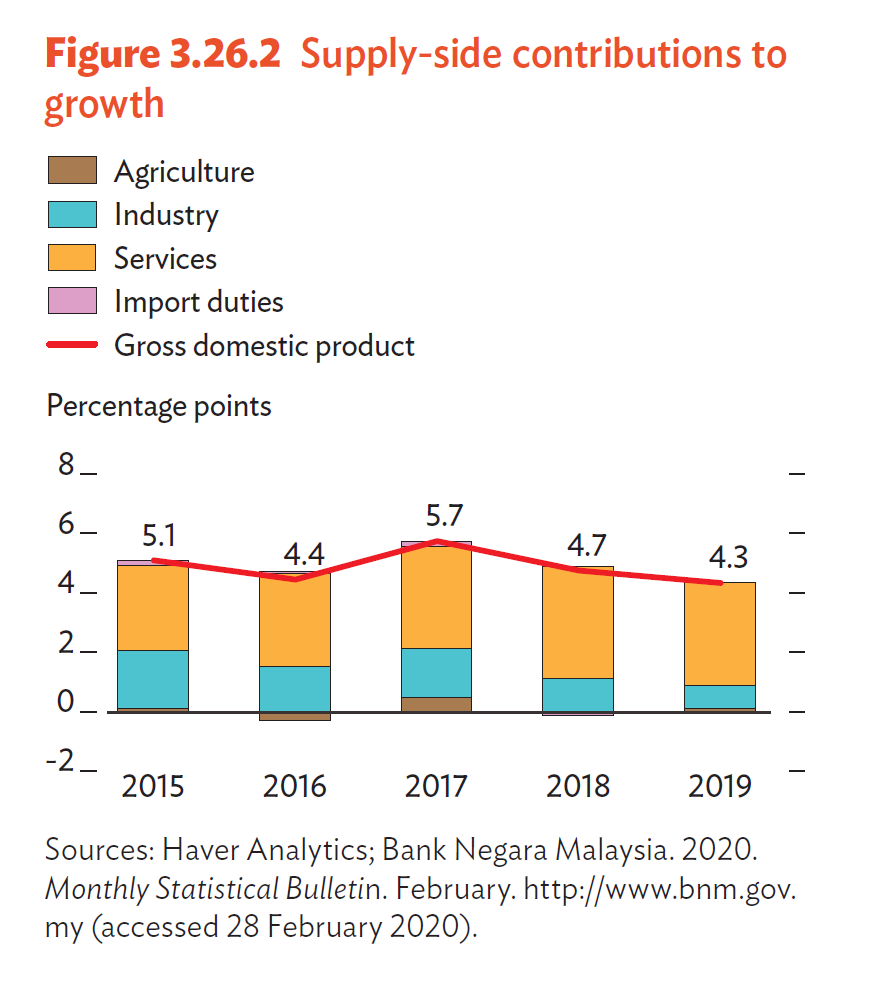 Figure 3.26.2 Supply-side contributions to
growth
Agriculture
Industry
Services
Import duties
Gross domestic product
Percentage points
8
6
4
2
0
-2
5.1
4.4
5.7
4.7
4.3
2015 2016 2017 2018 2019
Sources: Haver Analytics; Bank Negara Malaysia. 2020.
Monthly Statistical Bulletin. February. http://www.bnm.gov.
my (accessed 28 February 2020).